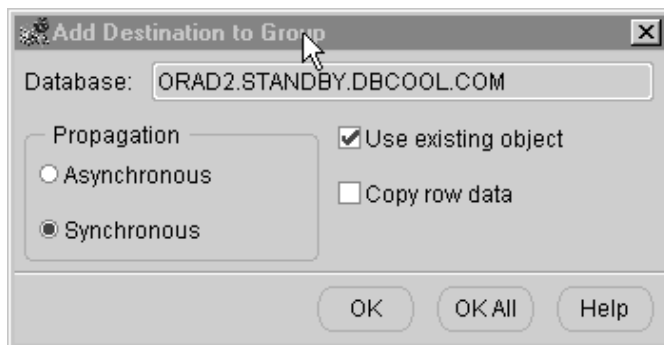 Add Destination to Group
Database: ORAD2.STANDBY.DBCOOL.COM
Propagation
Asynchronous
Synchronous
Use existing object
Copy row data
OK
OK All
Help